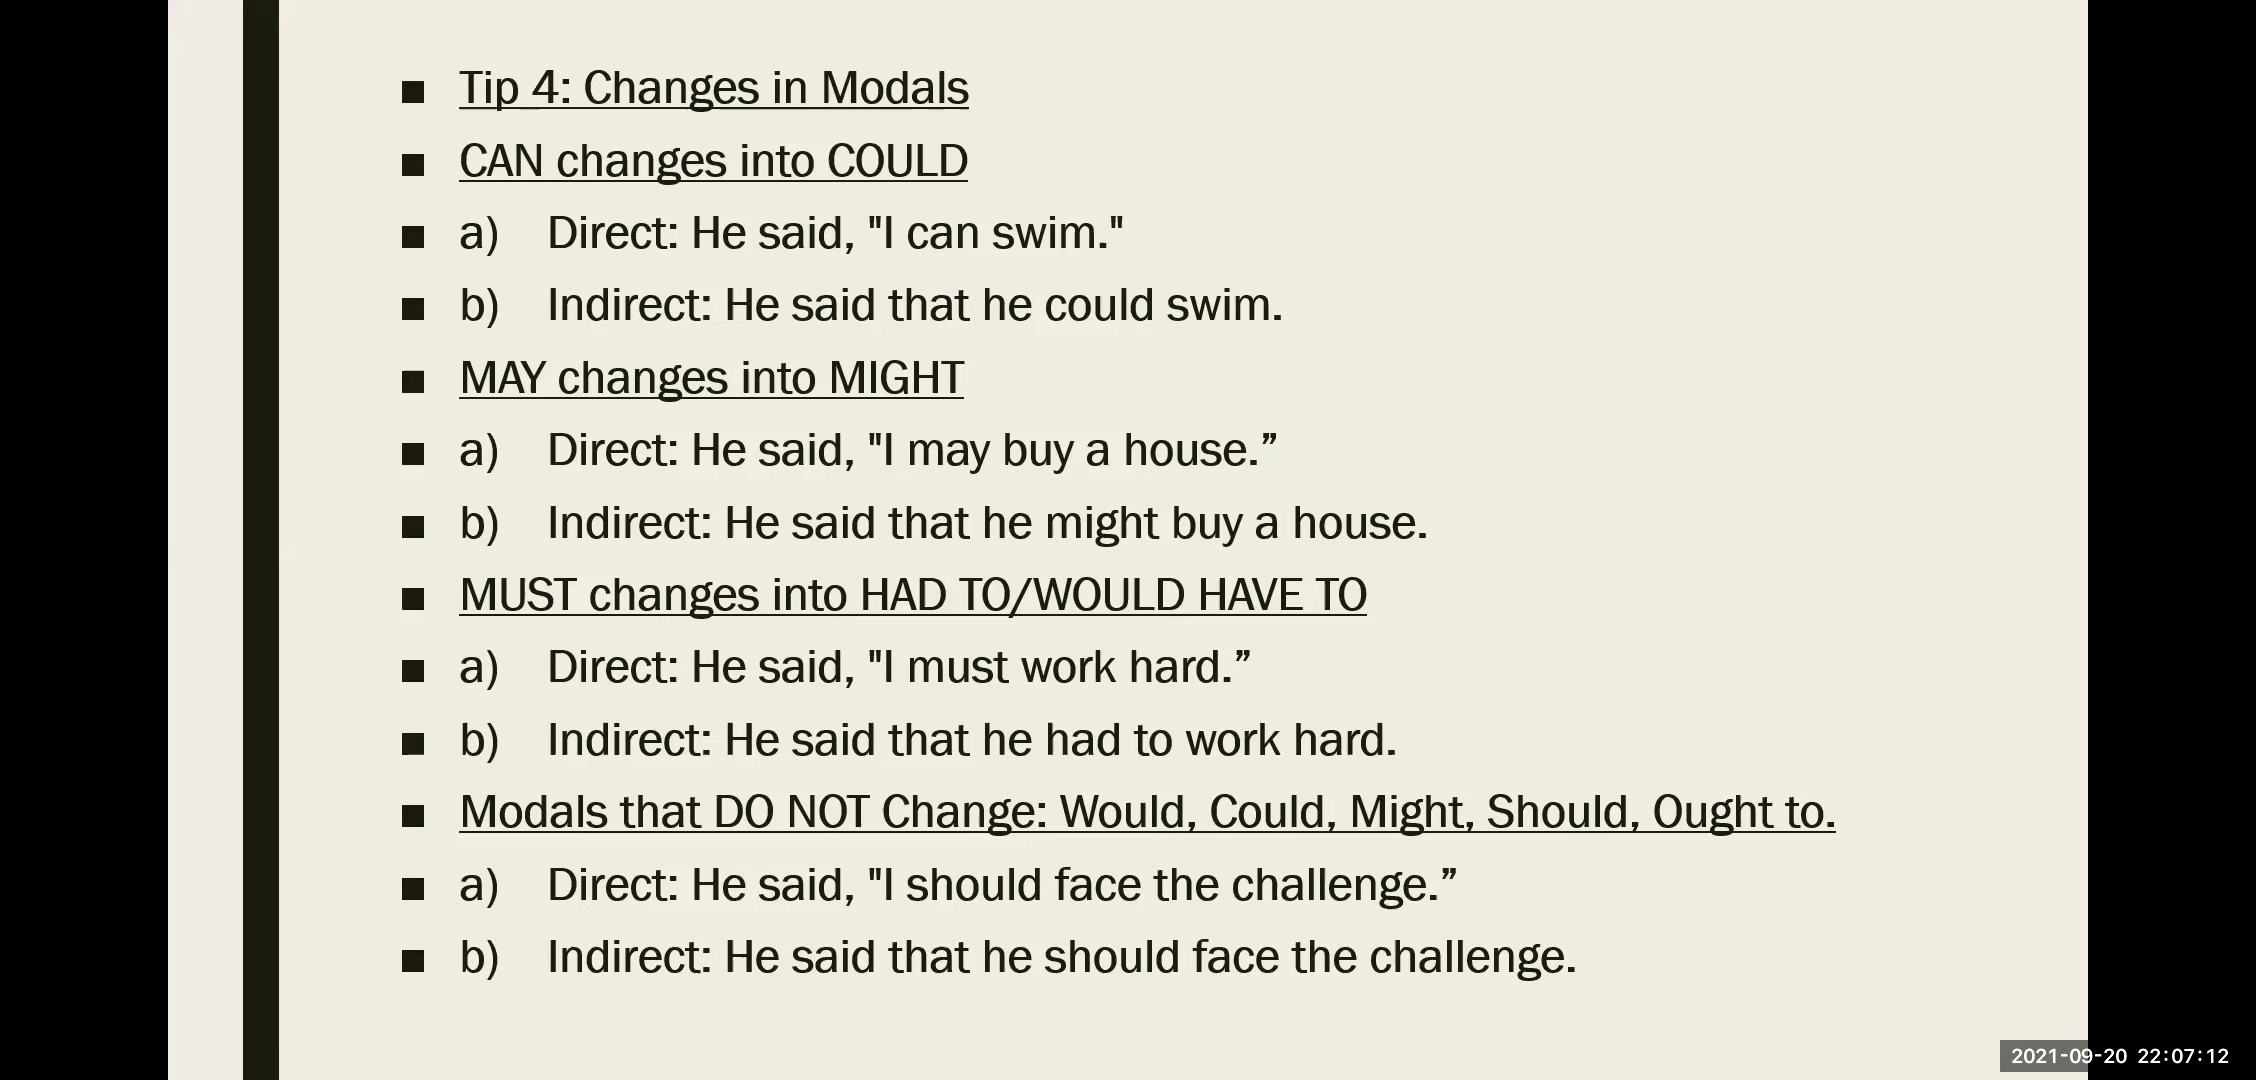 Tip 4: Changes in Modals
CAN changes into COULD
a) Direct: He said, "I can swim."
b) Indirect: He said that he could swim.
MAY changes into MIGHT
a) Direct: He said, "I may buy a house.”
b) Indirect: He said that he might buy a house.
MUST changes into HAD TO/WOULD HAVE TO
a) Direct: He said, "I must work hard.”
b) Indirect: He said that he had to work hard.
Modals that DO NOT Change: Would, Could, Might, Should, Ought to.
a) Direct: He said, "I should face the challenge.”
b) Indirect: He said that he should face the challenge.
2021-09-20 22:07:12